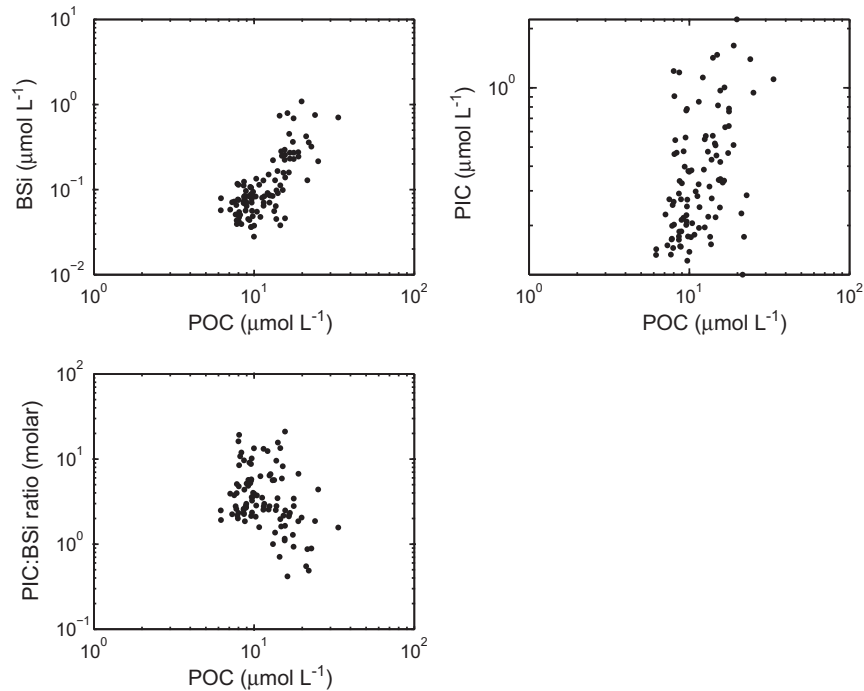 10¹
10⁰
10⁻¹
10⁻²
BSi (μmol L⁻¹)
10⁰ 10¹ 10²
POC (μmol L⁻¹)
10⁰
PIC (μmol L⁻¹)
10⁰ 10¹ 10²
POC (μmol L⁻¹)
10²
10¹
10⁰
10⁻¹
PIC:BSi ratio (molar)
10⁰ 10¹ 10²
POC (μmol L⁻¹)